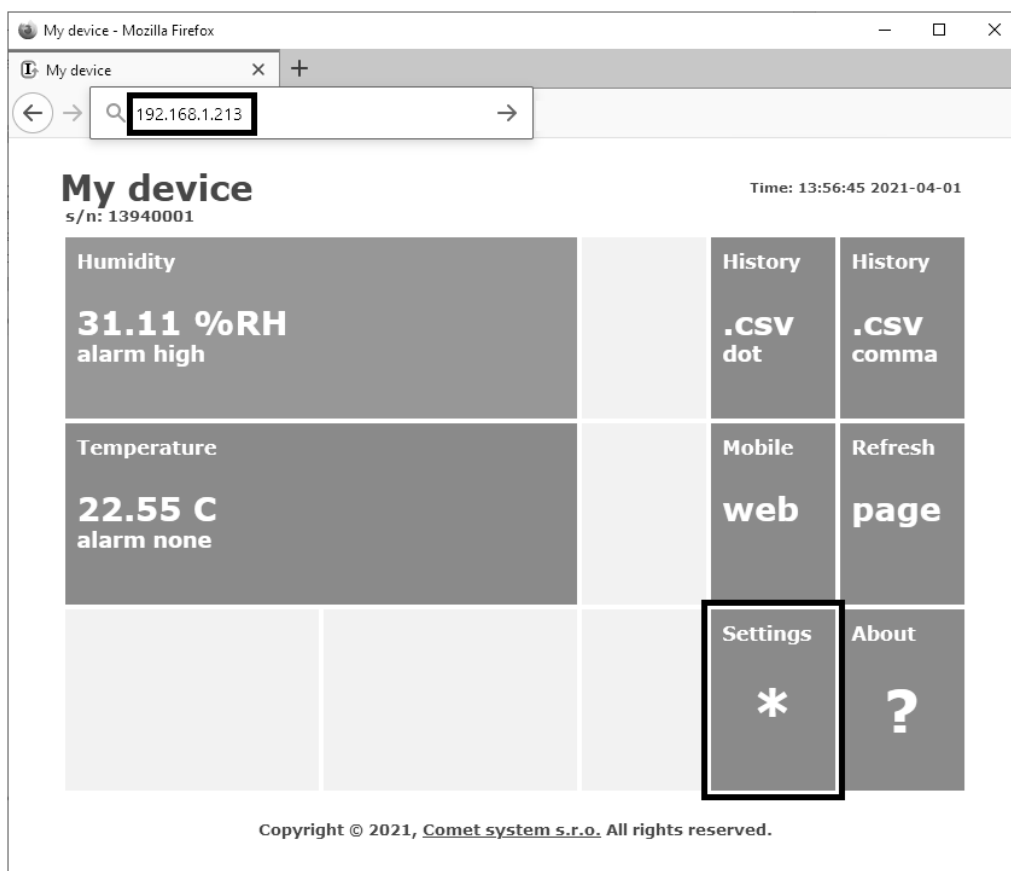 My device - Mozilla Firefox
My device
192.168.1.213
My device
Time: 13:56:45 2021-04-01
s/n: 13940001
Humidity
31.11 %RH
alarm high
History
.csv
dot
History
.csv
comma
Temperature
22.55 C
alarm none
Mobile
web
Refresh
page
Settings
*
About
?
Copyright © 2021, Comet system s.r.o. All rights reserved.